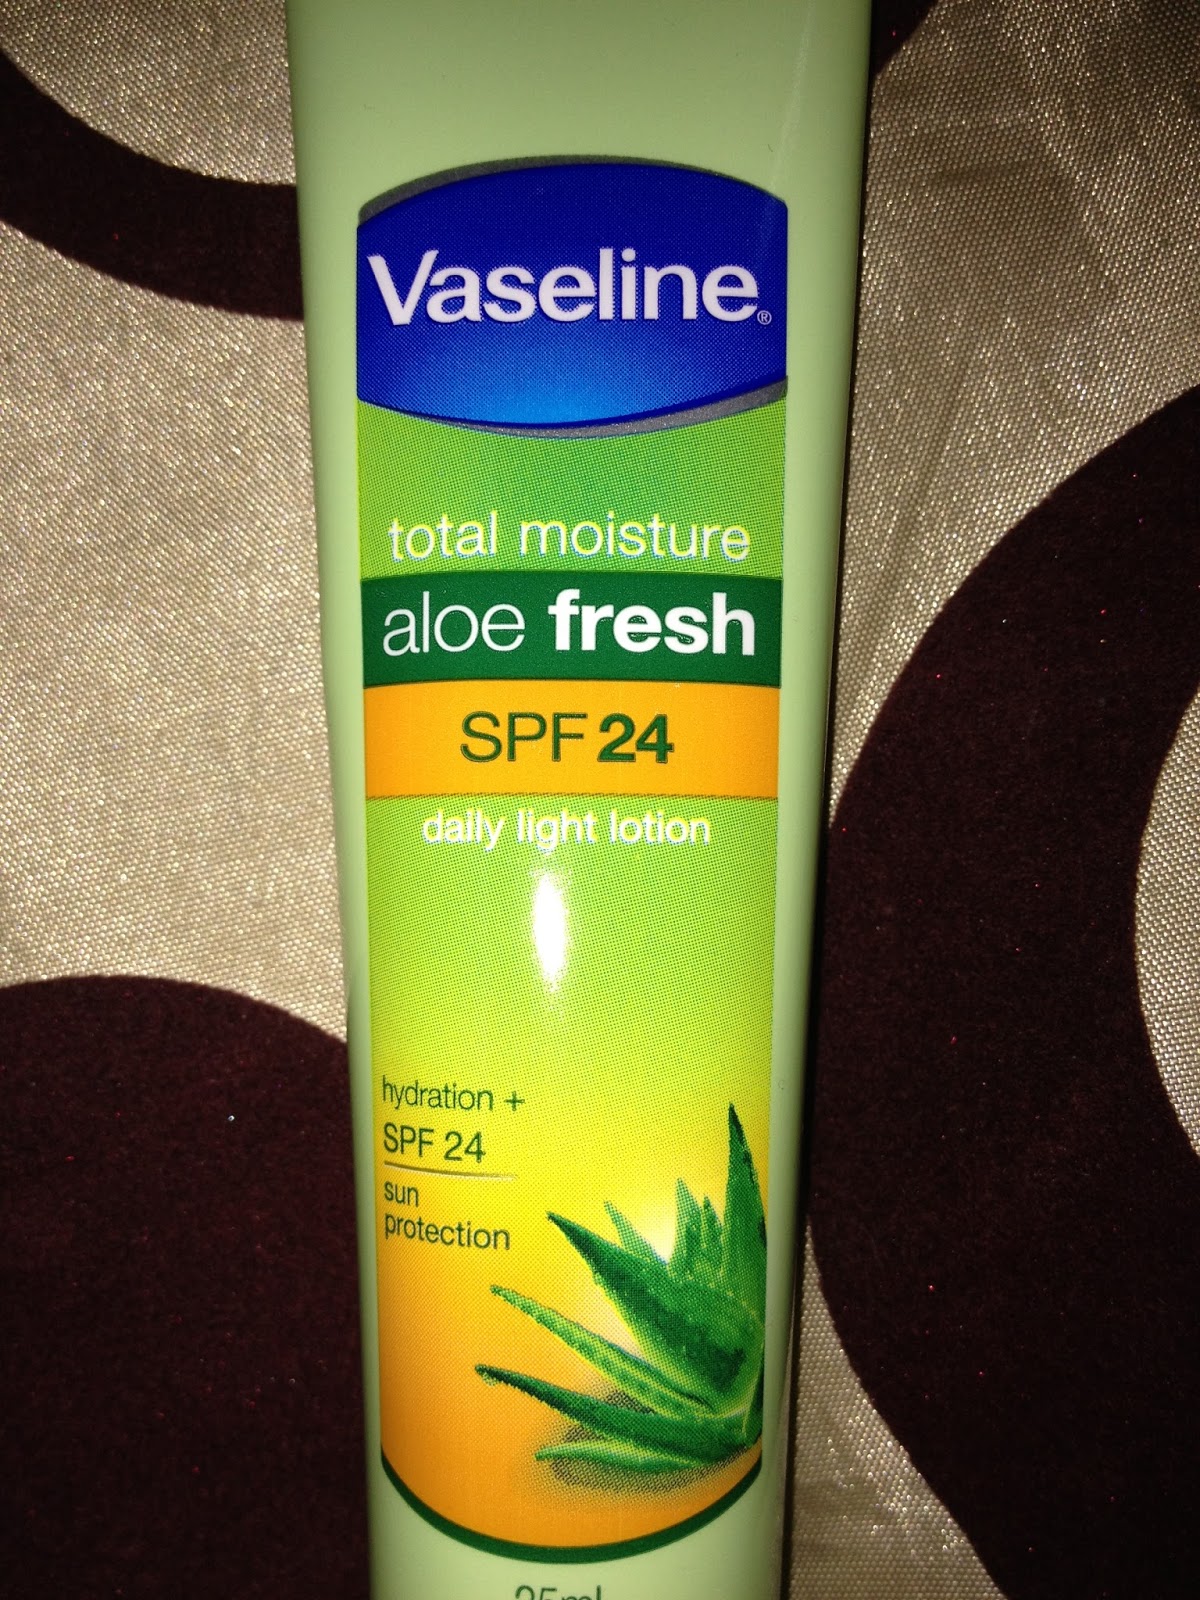 Vaseline®
total moisture
aloe fresh
SPF 24
daily light lotion
hydration +
SPF 24
sun
protection